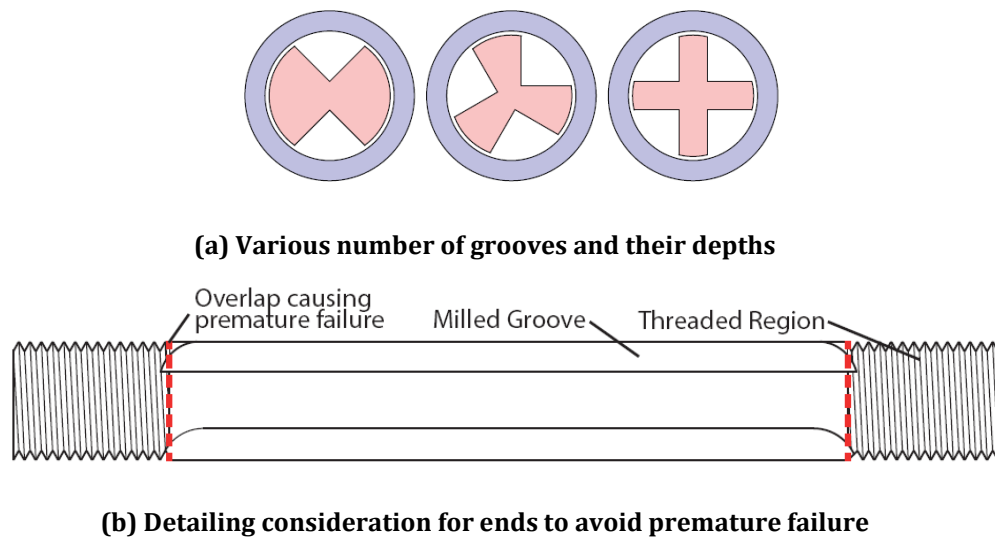 (a) Various number of grooves and their depths
Overlap causing
premature failure
Milled Groove
Threaded Region
(b) Detailing consideration for ends to avoid premature failure